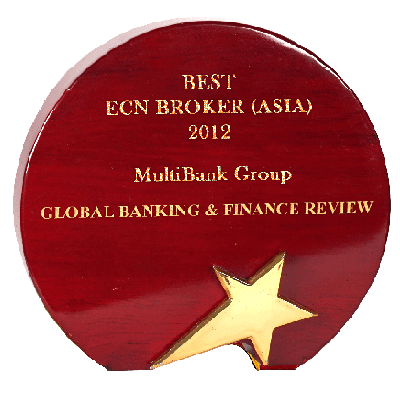 BEST
ECN BROKER (ASIA)
2012
MultiBank Group
GLOBAL BANKING & FINANCE REVIEW